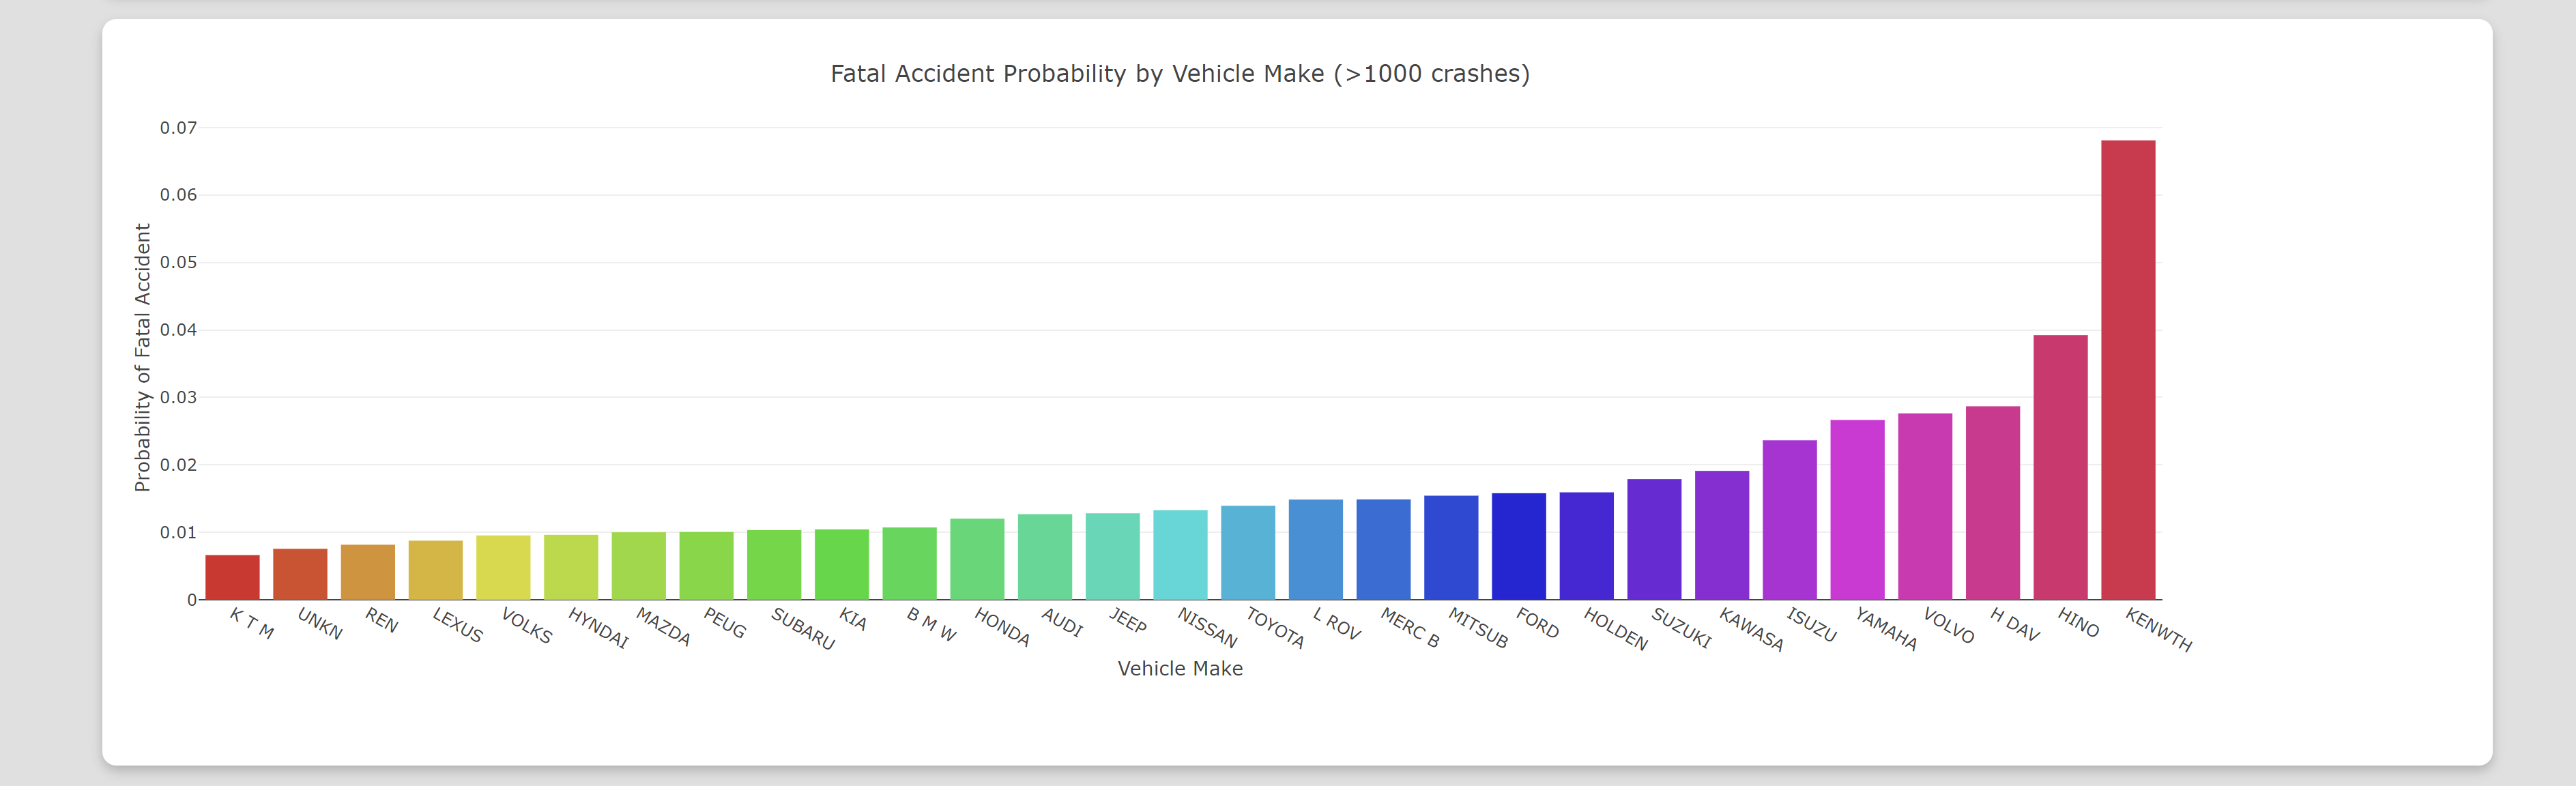 Fatal Accident Probability by Vehicle Make (>1000 crashes)
Probability of Fatal Accident
0.07
0.06
0.05
0.04
0.03
0.02
0.01
0
K T M
UNKN
REN
LEXUS
VOLKS
HYNDAI
MAZDA
PEUG
SUBARU
KIA
B M W
HONDA
AUDI
JEEP
NISSAN
TOYOTA
L ROV
MERC B
MITSUB
FORD
HOLDEN
SUZUKI
KAWASA
ISUZU
YAMAHA
VOLVO
H DAV
HINO
KENWTH
Vehicle Make